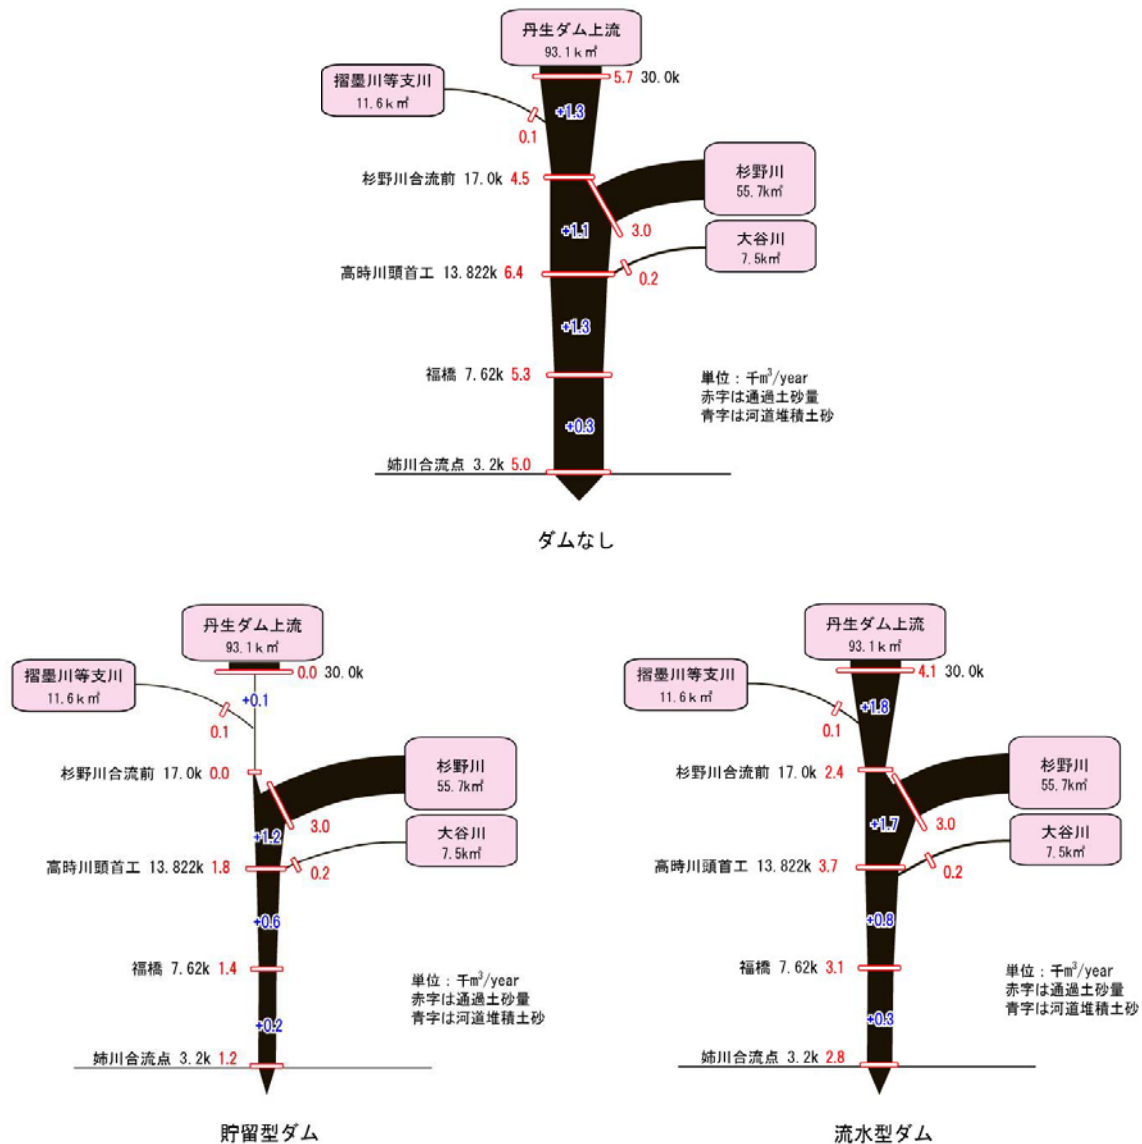 丹生ダム上流
93.1ｋ㎡
5.7 30.0k
摺墨川等支川
11.6ｋ㎡
+1.3
0.1
杉野川合流前 17.0k 4.5
杉野川
55.7k㎡
+1.1
3.0
大谷川
7.5k㎡
高時川頭首工 13.822k 6.4
0.2
+1.3
福橋 7.62k 5.3
単位：千m³/year
赤字は通過土砂量
青字は河道堆積土砂
+0.3
姉川合流点 3.2k 5.0
ダムなし
丹生ダム上流
93.1ｋ㎡
0.0 30.0k
摺墨川等支川
11.6ｋ㎡
+0.1
0.1
杉野川合流前 17.0k 0.0
杉野川
55.7k㎡
3.0
+1.2
大谷川
7.5k㎡
高時川頭首工 13.822k 1.8
0.2
+0.6
福橋 7.62k 1.4
単位：千m³/year
赤字は通過土砂量
青字は河道堆積土砂
+0.2
姉川合流点 3.2k 1.2
貯留型ダム
丹生ダム上流
93.1ｋ㎡
4.1 30.0k
摺墨川等支川
11.6ｋ㎡
+1.8
0.1
杉野川合流前 17.0k 2.4
杉野川
55.7k㎡
+1.7
3.0
大谷川
7.5k㎡
高時川頭首工 13.822k 3.7
0.2
+0.8
福橋 7.62k 3.1
単位：千m³/year
赤字は通過土砂量
青字は河道堆積土砂
+0.3
姉川合流点 3.2k 2.8
流水型ダム